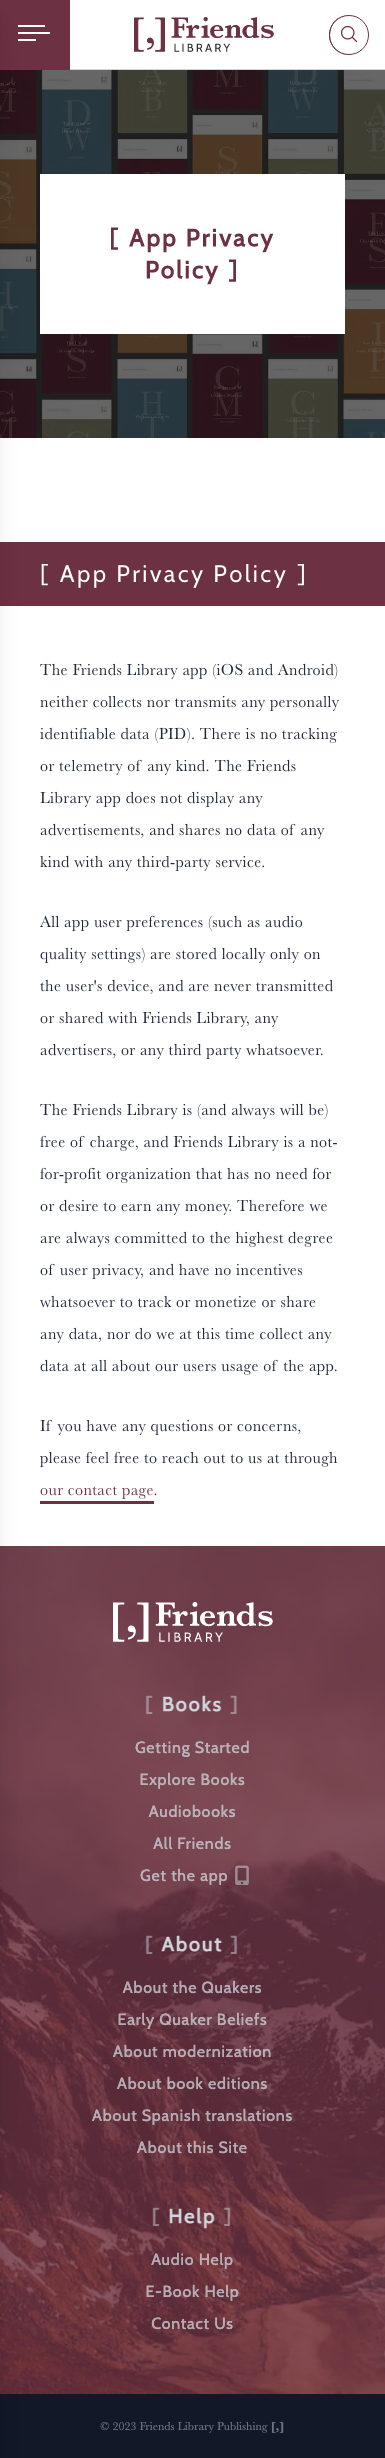 [,] Friends
LIBRARY
[ App Privacy
Policy ]
[ App Privacy Policy ]
The Friends Library app (iOS and Android)
neither collects nor transmits any personally
identifiable data (PID). There is no tracking
or telemetry of any kind. The Friends
Library app does not display any
advertisements, and shares no data of any
kind with any third-party service.
All app user preferences (such as audio
quality settings) are stored locally only on
the user's device, and are never transmitted
or shared with Friends Library, any
advertisers, or any third party whatsoever.
The Friends Library is (and always will be)
free of charge, and Friends Library is a not-
for-profit organization that has no need for
or desire to earn any money. Therefore we
are always committed to the highest degree
of user privacy, and have no incentives
whatsoever to track or monetize or share
any data, nor do we at this time collect any
data at all about our users usage of the app.
If you have any questions or concerns,
please feel free to reach out to us at through
our contact page.
[,] Friends
LIBRARY
[ Books ]
Getting Started
Explore Books
Audiobooks
All Friends
Get the app
[ About ]
About the Quakers
Early Quaker Beliefs
About modernization
About book editions
About Spanish translations
About this Site
[ Help ]
Audio Help
E-Book Help
Contact Us
© 2023 Friends Library Publishing [,]